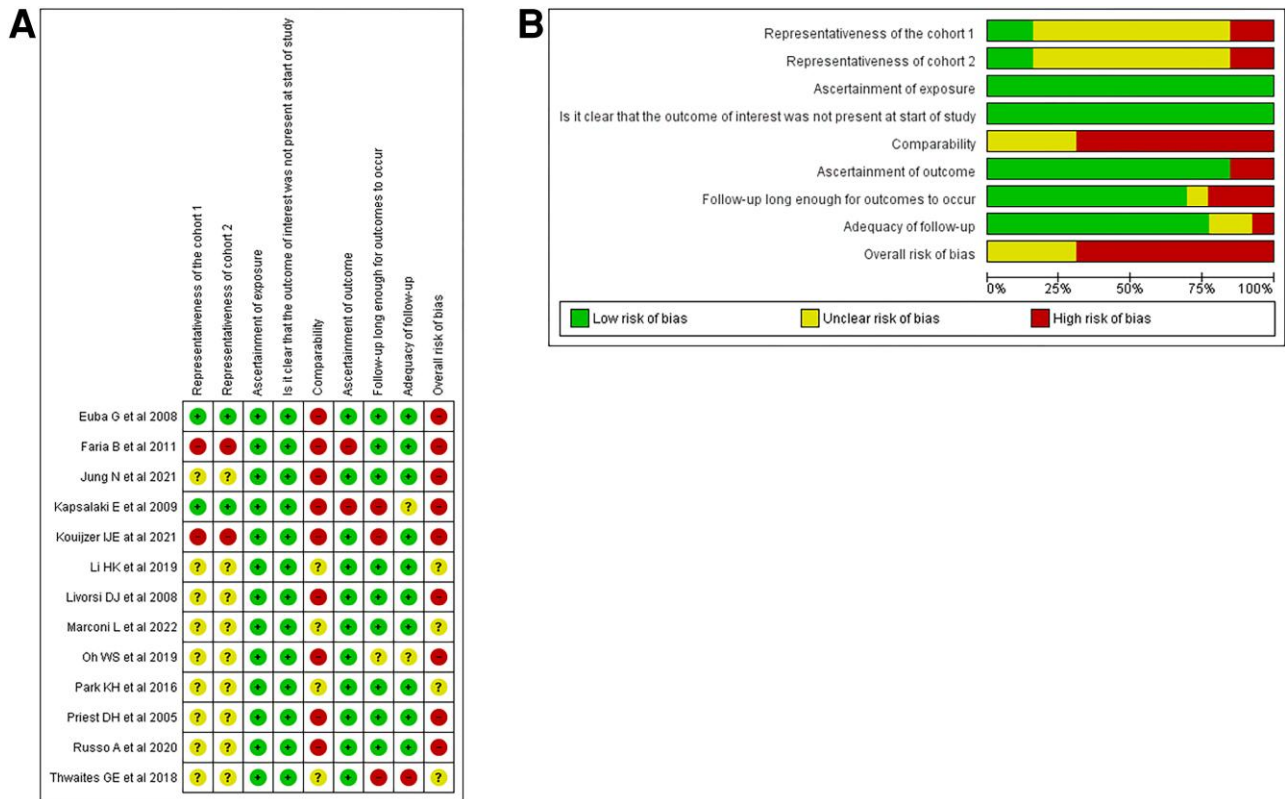 A
Representativeness of the cohort 1
Representativeness of cohort 2
Ascertainment of exposure
Is it clear that the outcome of interest was not present at start of study
Comparability
Ascertainment of outcome
Follow-up long enough for outcomes to occur
Adequacy of follow-up
Overall risk of bias
Euba G et al 2008 + + + + - + + + -
Faria B et al 2011 - - + + - - + + -
Jung N et al 2021 ? ? + + - + + + -
Kapsalaki E et al 2009 + + + + - - - ? -
Kouijzer IJE at al 2021 - - + + - + - + -
Li HK et al 2019 ? ? + + ? + + + ?
Livorsi DJ et al 2008 ? ? + + - + + + -
Marconi L et al 2022 ? ? + + ? + + + ?
Oh WS et al 2019 ? ? + + - + ? ? -
Park KH et al 2016 ? ? + + ? + + + ?
Priest DH et al 2005 ? ? + + - + + + -
Russo A et al 2020 ? ? + + - + + + -
Thwaites GE et al 2018 ? ? + + ? + - - ?
B
Representativeness of the cohort 1
Representativeness of cohort 2
Ascertainment of exposure
Is it clear that the outcome of interest was not present at start of study
Comparability
Ascertainment of outcome
Follow-up long enough for outcomes to occur
Adequacy of follow-up
Overall risk of bias
0% 25% 50% 75% 100%
Low risk of bias Unclear risk of bias High risk of bias